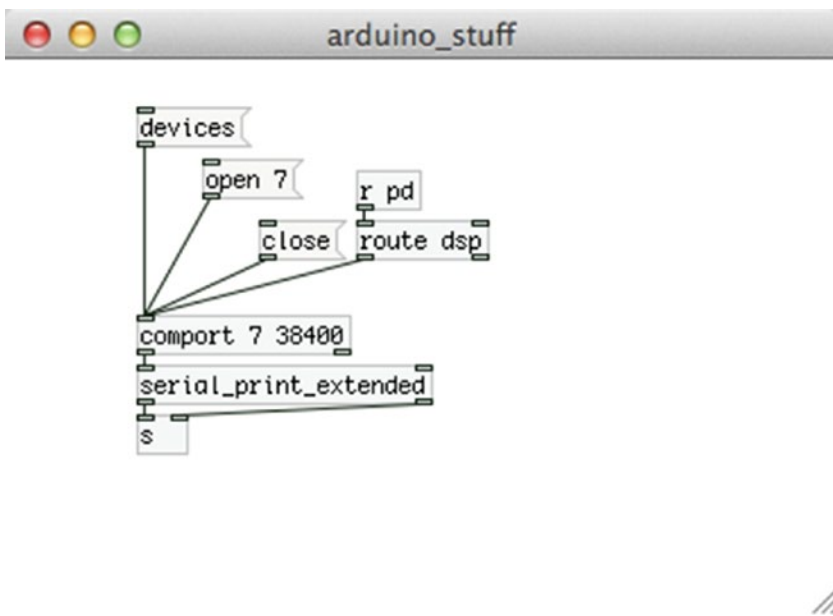 arduino_stuff
devices
open 7
r pd
close
route dsp
comport 7 38400
serial_print_extended
s